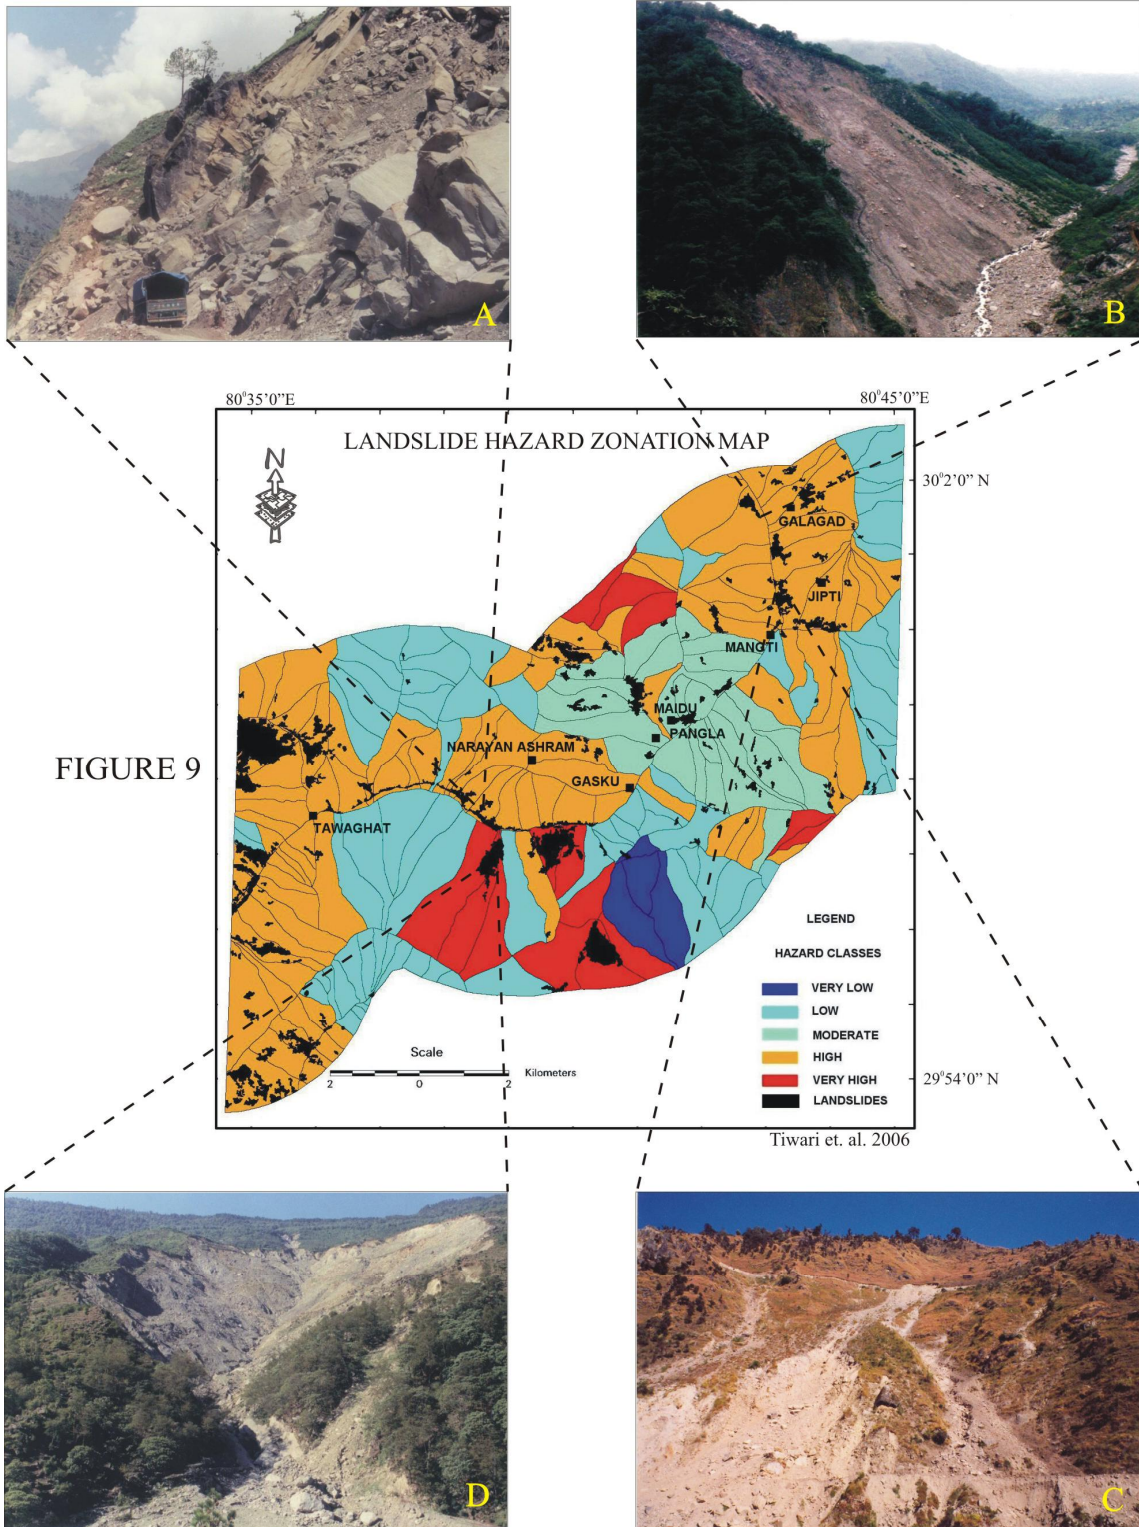 A
B
80°35'0"E
80°45'0"E
LANDSLIDE HAZARD ZONATION MAP
N
30°2'0" N
GALAGAD
JIPTI
MANGTI
MAIDU
PANGLA
NARAYAN ASHRAM
GASKU
FIGURE 9
TAWAGHAT
LEGEND
HAZARD CLASSES
VERY LOW
LOW
MODERATE
HIGH
VERY HIGH
LANDSLIDES
Scale
2 0 2 Kilometers
29°54'0" N
Tiwari et. al. 2006
D
C